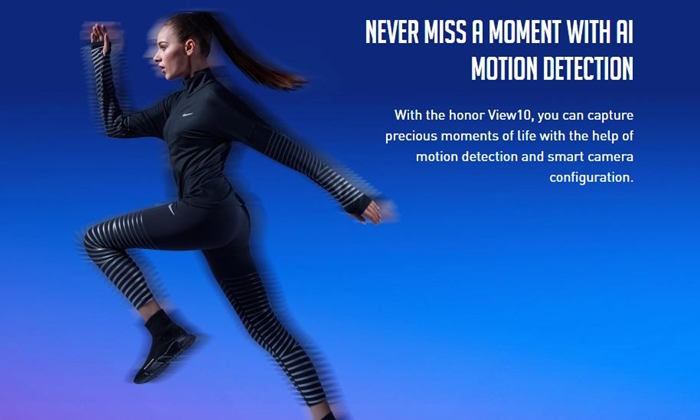 NEVER MISS A MOMENT WITH AI
MOTION DETECTION
With the honor View10, you can capture
precious moments of life with the help of
motion detection and smart camera
configuration.